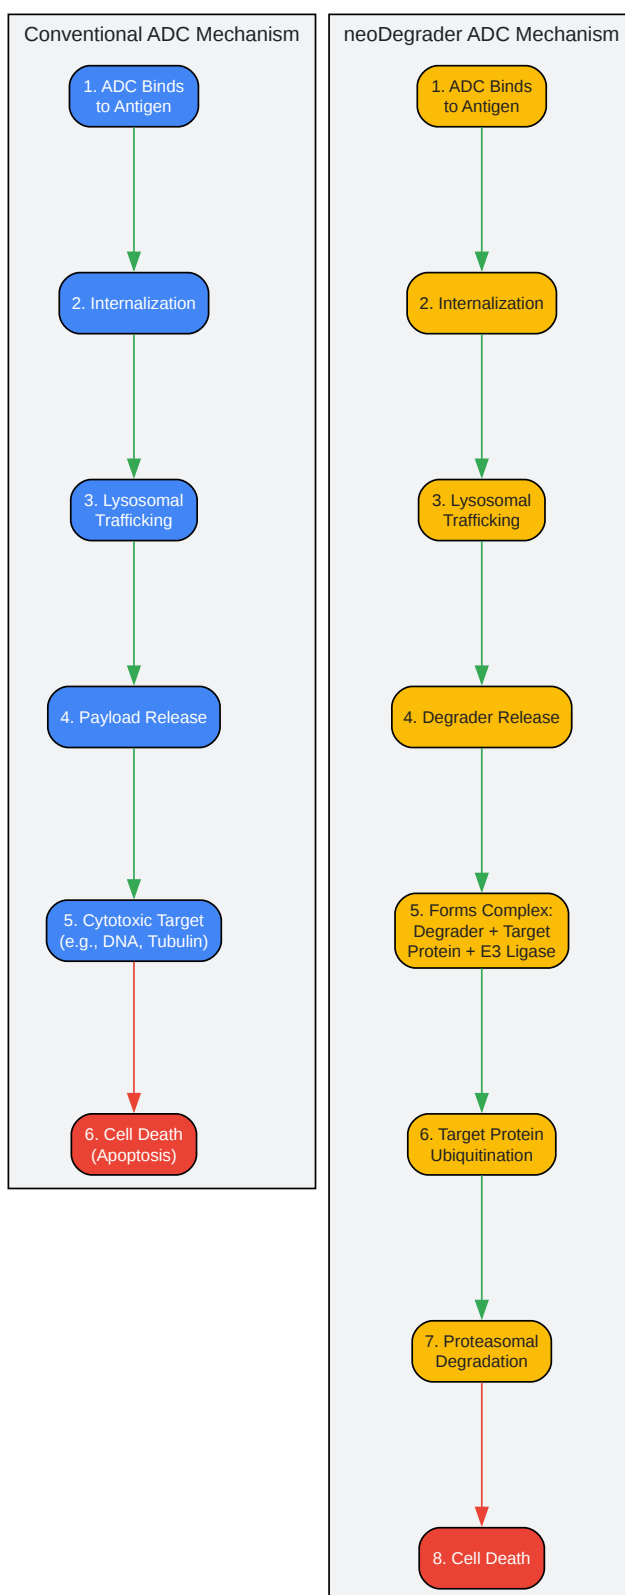 Conventional ADC Mechanism
1. ADC Binds
to Antigen
2. Internalization
3. Lysosomal
Trafficking
4. Payload Release
5. Cytotoxic Target
(e.g., DNA, Tubulin)
6. Cell Death
(Apoptosis)
neoDegrader ADC Mechanism
1. ADC Binds
to Antigen
2. Internalization
3. Lysosomal
Trafficking
4. Degrader Release
5. Forms Complex:
Degrader + Target
Protein + E3 Ligase
6. Target Protein
Ubiquitination
7. Proteasomal
Degradation
8. Cell Death